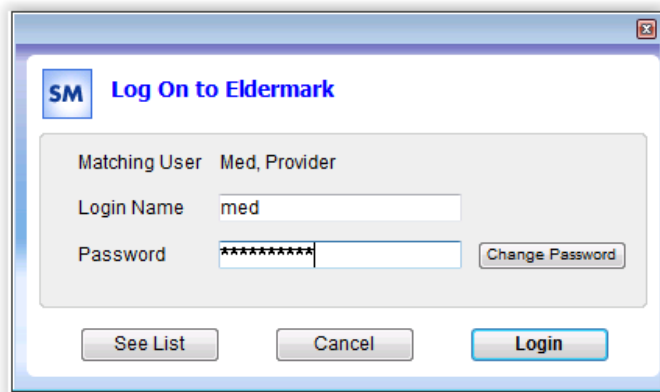 SM Log On to Eldermark
Matching User Med, Provider
Login Name med
Password **********
Change Password
See List Cancel Login